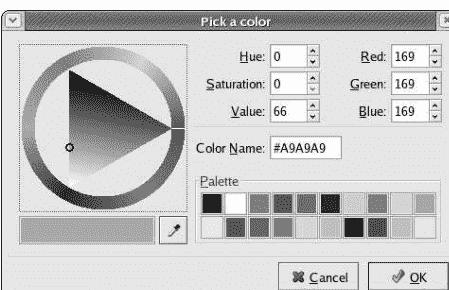 Pick a color
Hue: 0 Red: 169
Saturation: 0 Green: 169
Value: 66 Blue: 169
Color Name: #A9A9A9
Palette
Cancel OK